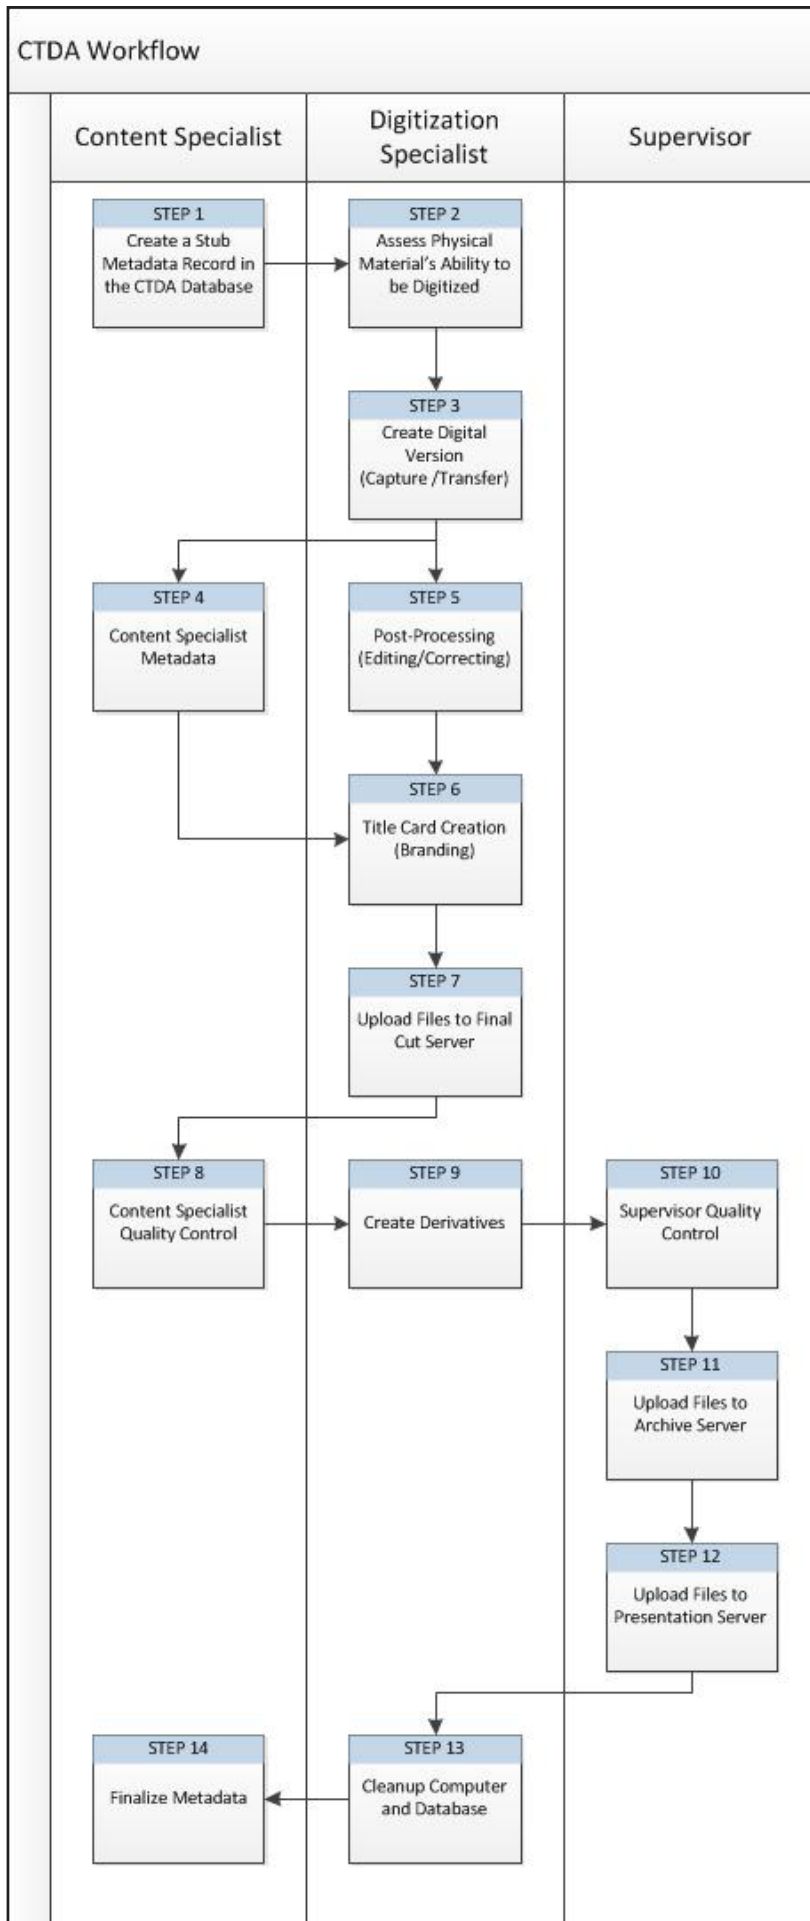 CTDA Workflow
Content Specialist
Digitization
Specialist
Supervisor
STEP 1
Create a Stub
Metadata Record in
the CTDA Database
STEP 2
Assess Physical
Material's Ability to
be Digitized
STEP 3
Create Digital
Version
(Capture /Transfer)
STEP 4
Content Specialist
Metadata
STEP 5
Post-Processing
(Editing/Correcting)
STEP 6
Title Card Creation
(Branding)
STEP 7
Upload Files to Final
Cut Server
STEP 8
Content Specialist
Quality Control
STEP 9
Create Derivatives
STEP 10
Supervisor Quality
Control
STEP 11
Upload Files to
Archive Server
STEP 12
Upload Files to
Presentation Server
STEP 14
Finalize Metadata
STEP 13
Cleanup Computer
and Database